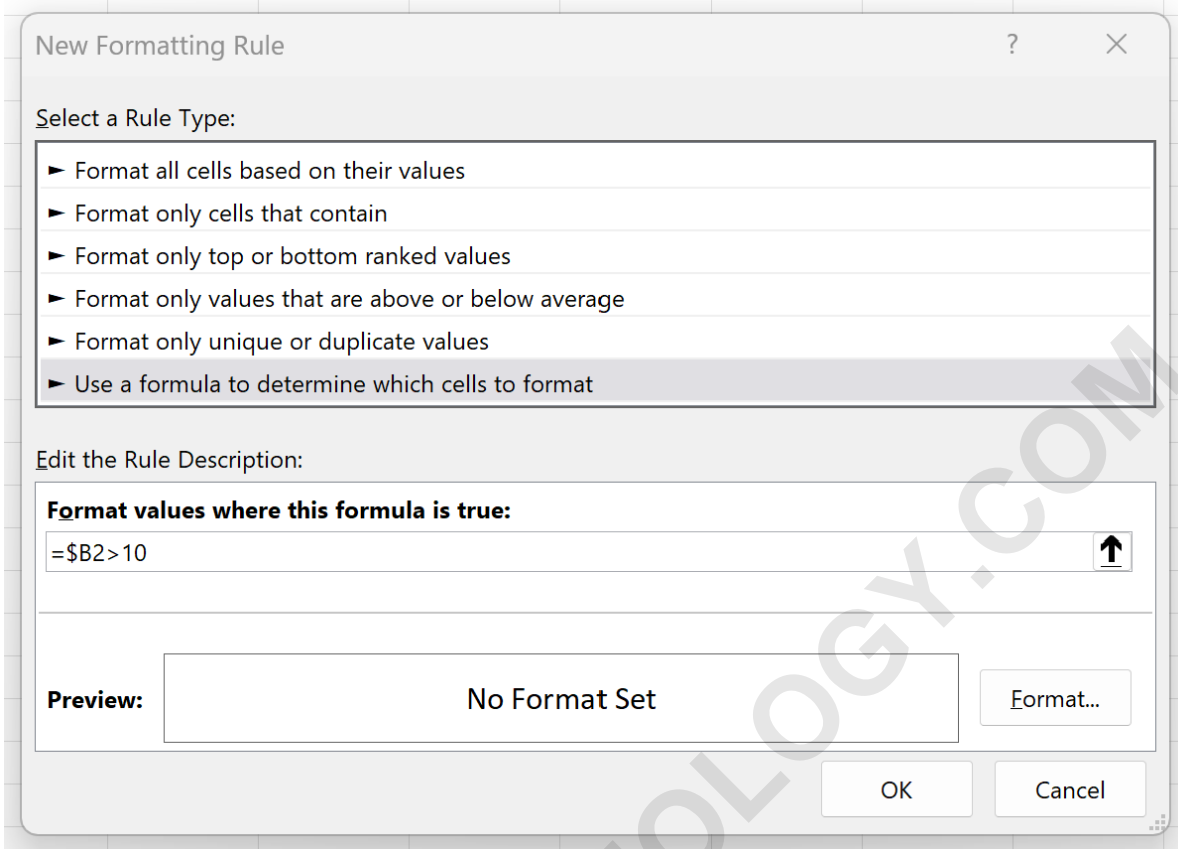 New Formatting Rule
?
Select a Rule Type:
► Format all cells based on their values
► Format only cells that contain
► Format only top or bottom ranked values
► Format only values that are above or below average
► Format only unique or duplicate values
► Use a formula to determine which cells to format
Edit the Rule Description:
Format values where this formula is true:
=$B2>10
Preview:
No Format Set
Format...
OK
Cancel
OLOGY.COM